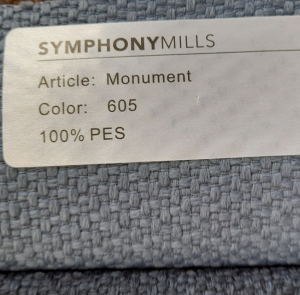 SYMPHONYMILLS
Article: Monument
Color: 605
100% PES